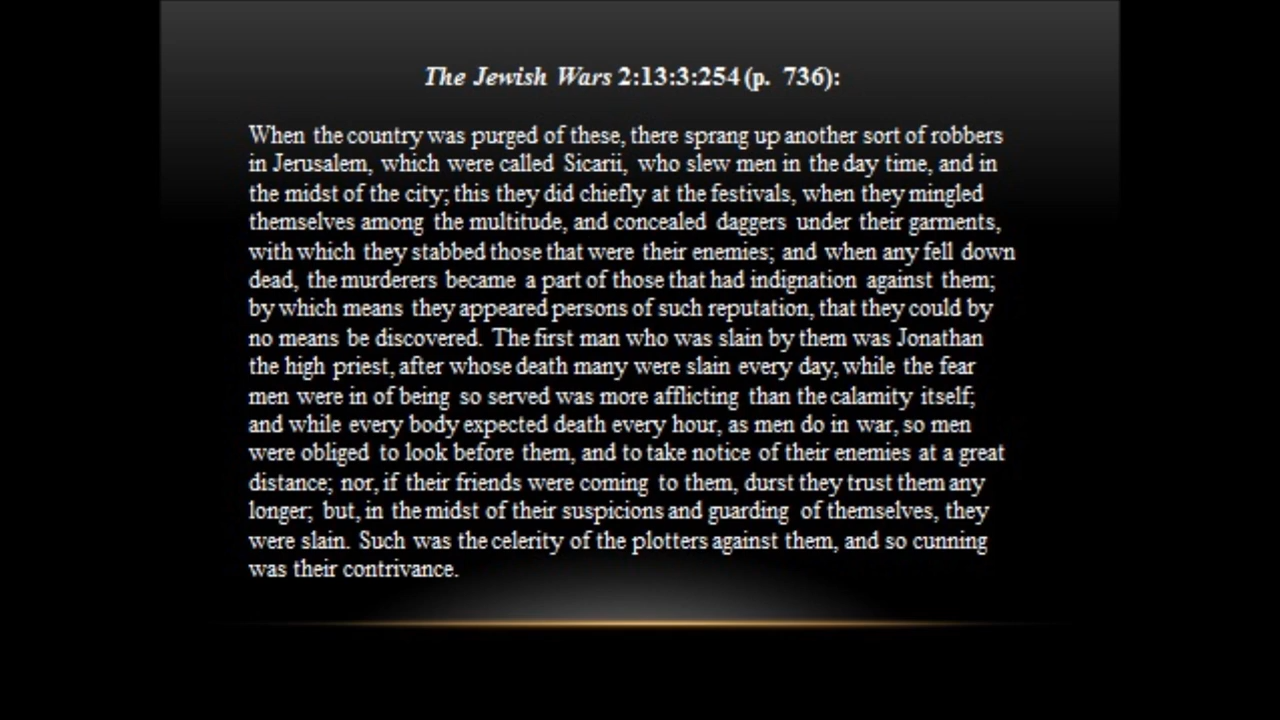 The Jewish Wars 2:13:3:254 (p. 736):
When the country was purged of these, there sprang up another sort of robbers
in Jerusalem, which were called Sicarii, who slew men in the day time, and in
the midst of the city; this they did chiefly at the festivals, when they mingled
themselves among the multitude, and concealed daggers under their garments,
with which they stabbed those that were their enemies; and when any fell down
dead, the murderers became a part of those that had indignation against them;
by which means they appeared persons of such reputation, that they could by
no means be discovered. The first man who was slain by them was Jonathan
the high priest, after whose death many were slain every day, while the fear
men were in of being so served was more afflicting than the calamity itself;
and while every body expected death every hour, as men do in war, so men
were obliged to look before them, and to take notice of their enemies at a great
distance; nor, if their friends were coming to them, durst they trust them any
longer; but, in the midst of their suspicions and guarding of themselves, they
were slain. Such was the celerity of the plotters against them, and so cunning
was their contrivance.